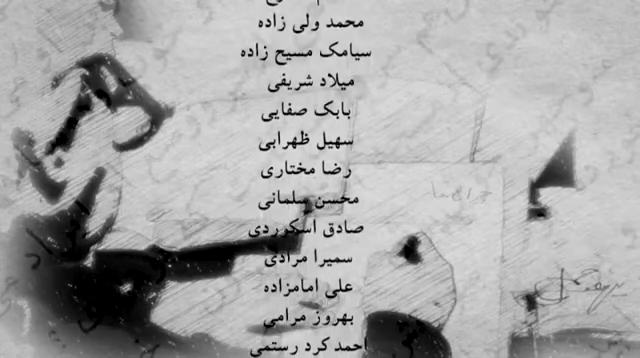 محمد ولی زاده
سیامک مسیح زاده
میلاد شریفی
بابک صفایی
سهیل ظهرابی
رضا مختاری
محسن سلمانی
صادق اسکرردی
سمیرا مرادی
علی امامزاده
بهروز مرامی
احمد کرد رستمی